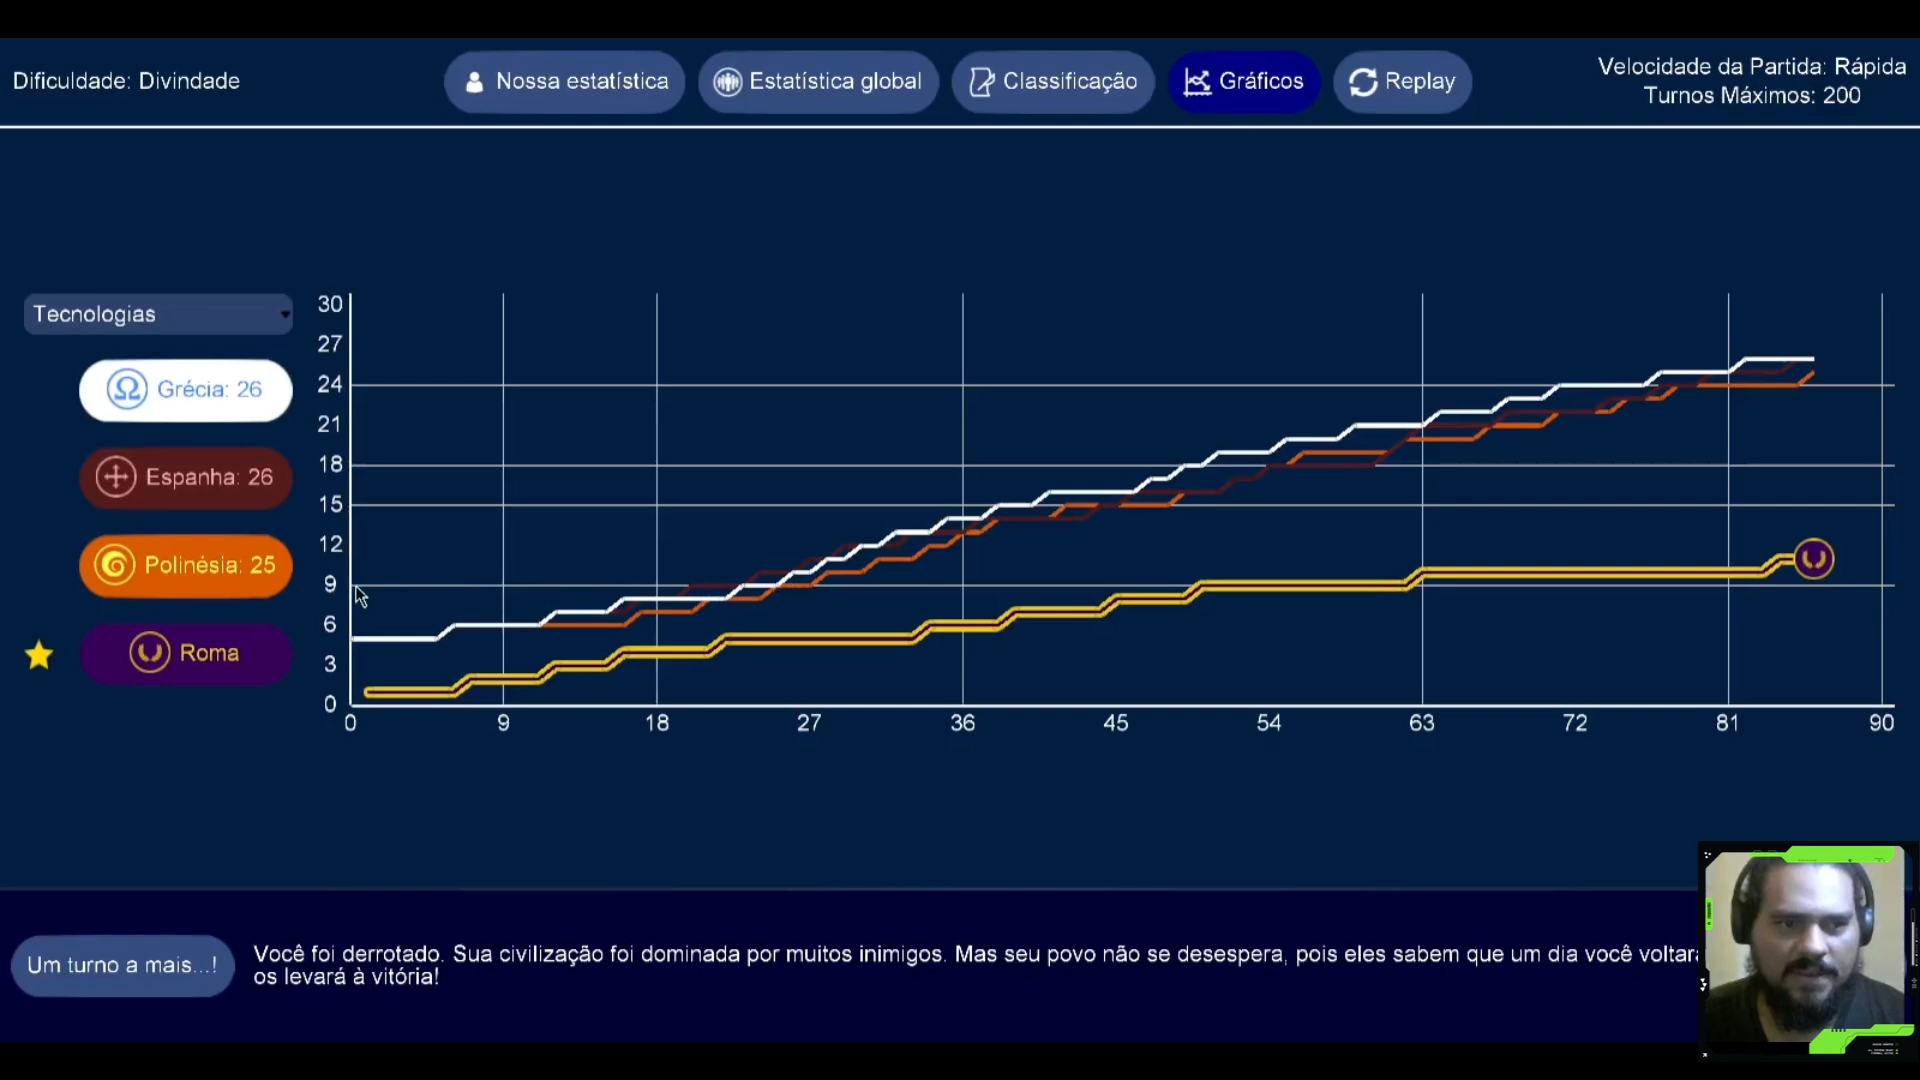 Dificuldade: Divindade
Nossa estatística
Estatística global
Classificação
Gráficos
Replay
Velocidade da Partida: Rápida
Turnos Máximos: 200
Tecnologias
Grécia: 26
Espanha: 26
Polinésia: 25
Roma
30
27
24
21
18
15
12
9
6
3
0
0 9 18 27 36 45 54 63 72 81 90
Um turno a mais...!
Você foi derrotado. Sua civilização foi dominada por muitos inimigos. Mas seu povo não se desespera, pois eles sabem que um dia você
os levará à vitória!